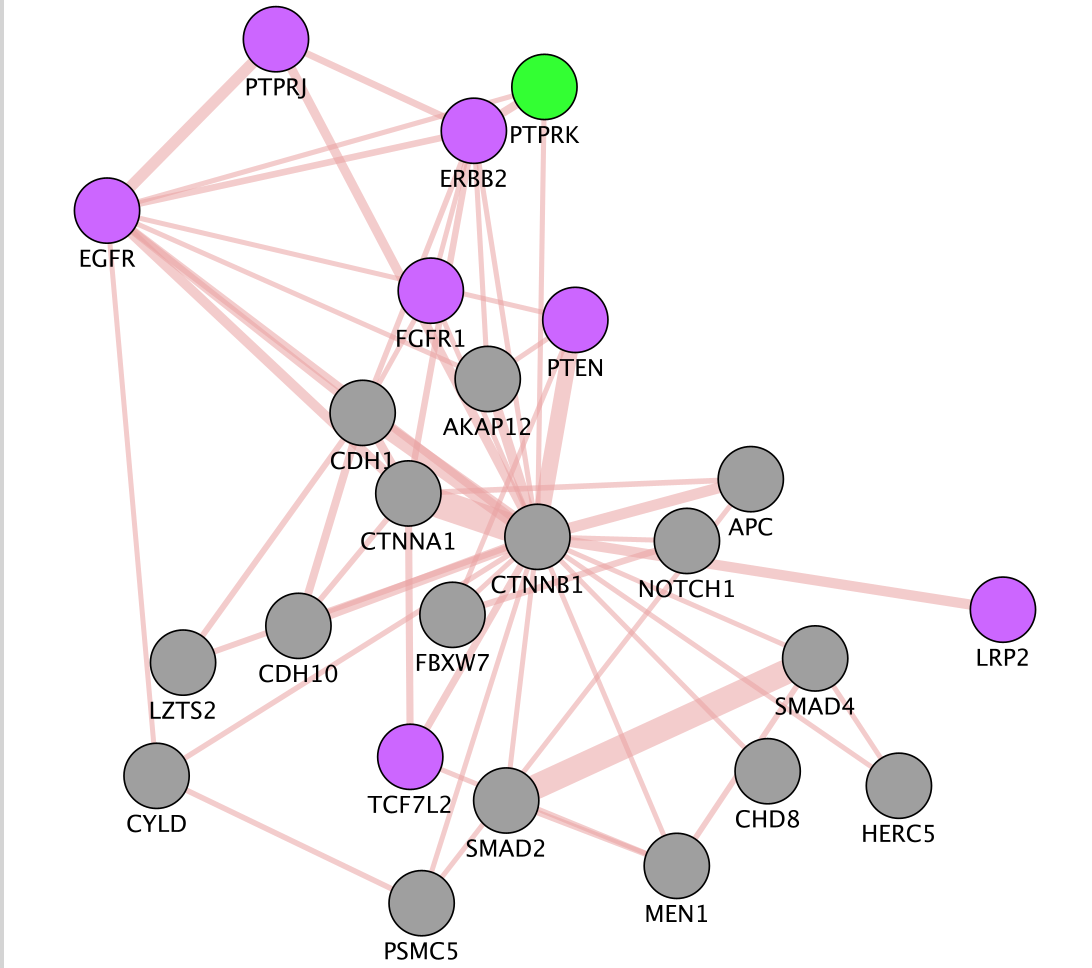 PTPRJ
PTPRK
ERBB2
EGFR
FGFR1
PTEN
AKAP12
CDH1
CTNNA1
APC
CTNNB1
NOTCH1
FBXW7
LRP2
CDH10
LZTS2
SMAD4
TCF7L2
CYLD
CHD8
HERC5
SMAD2
MEN1
PSMC5